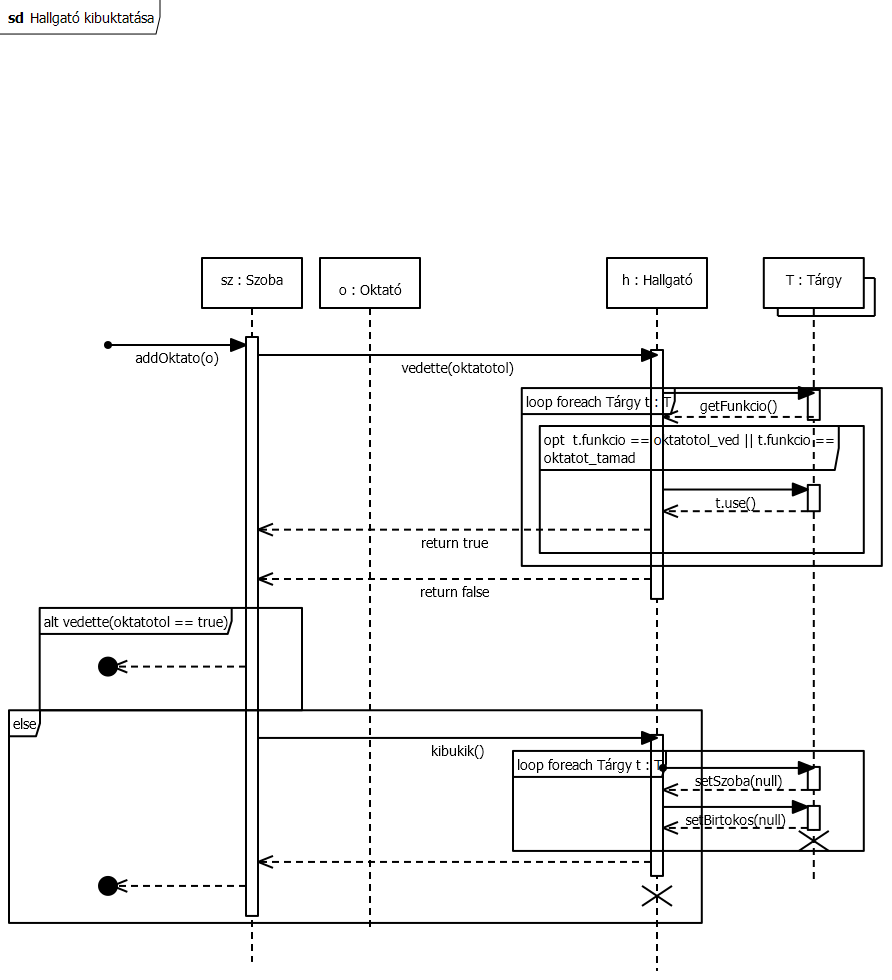 sd Hallgató kibuktatása
sz : Szoba
o : Oktató
h : Hallgató
T : Tárgy
addOktato(o)
vedette(oktatotol)
loop foreach Tárgy t : T
getFunkcio()
opt t.funkcio == oktatotol_ved || t.funkcio ==
oktatot_tamad
t.use()
return true
return false
alt vedette(oktatotol == true)
else
kibukik()
loop foreach Tárgy t : T
setSzoba(null)
setBirtokos(null)